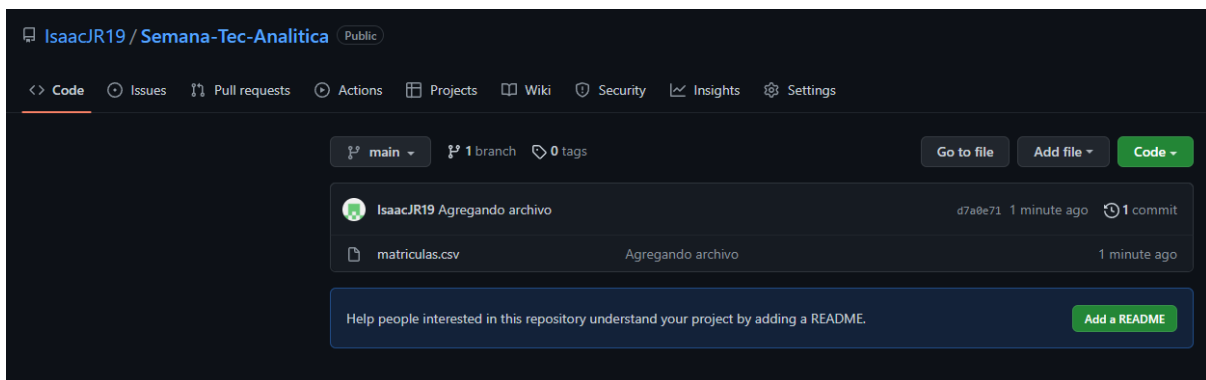 IsaacJR19 / Semana-Tec-Analitica Public
Code Issues Pull requests Actions Projects Wiki Security Insights Settings
main 1 branch 0 tags Go to file Add file Code
IsaacJR19 Agregando archivo d7a0e71 1 minute ago 1 commit
matriculas.csv Agregando archivo 1 minute ago
Help people interested in this repository understand your project by adding a README. Add a README